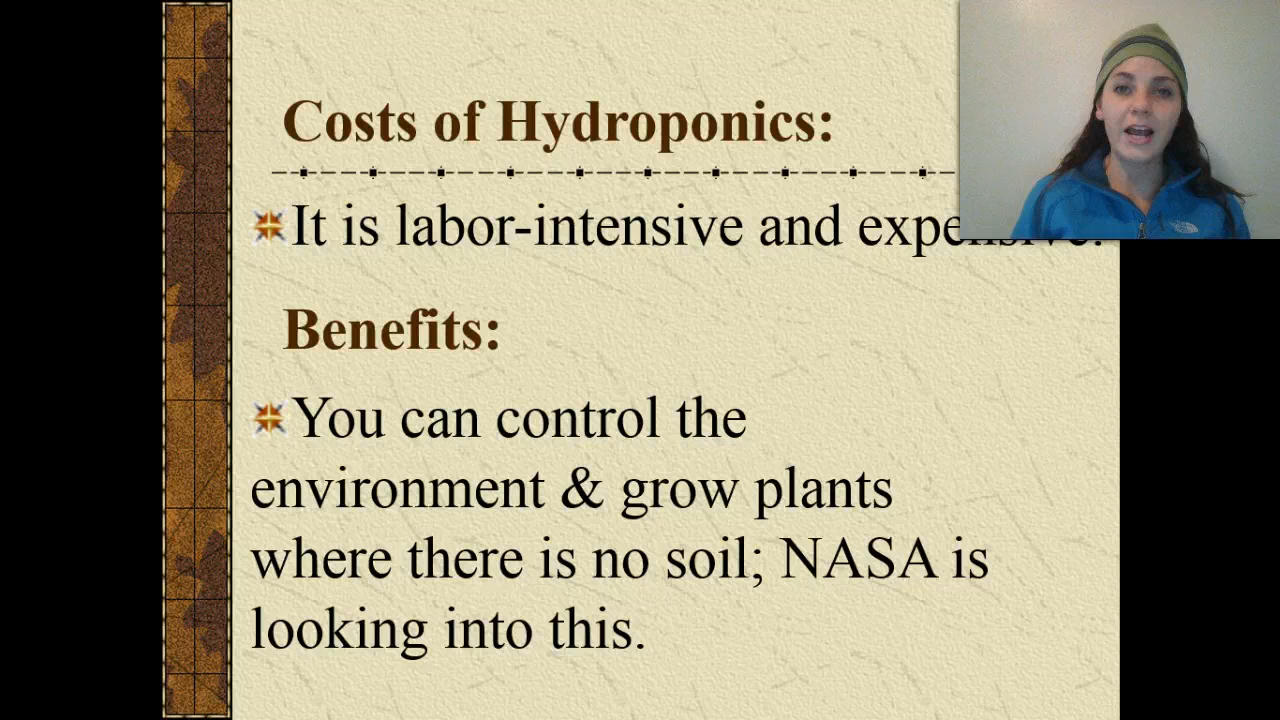 Costs of Hydroponics:
It is labor-intensive and expensive.
Benefits:
You can control the
environment & grow plants
where there is no soil; NASA is
looking into this.